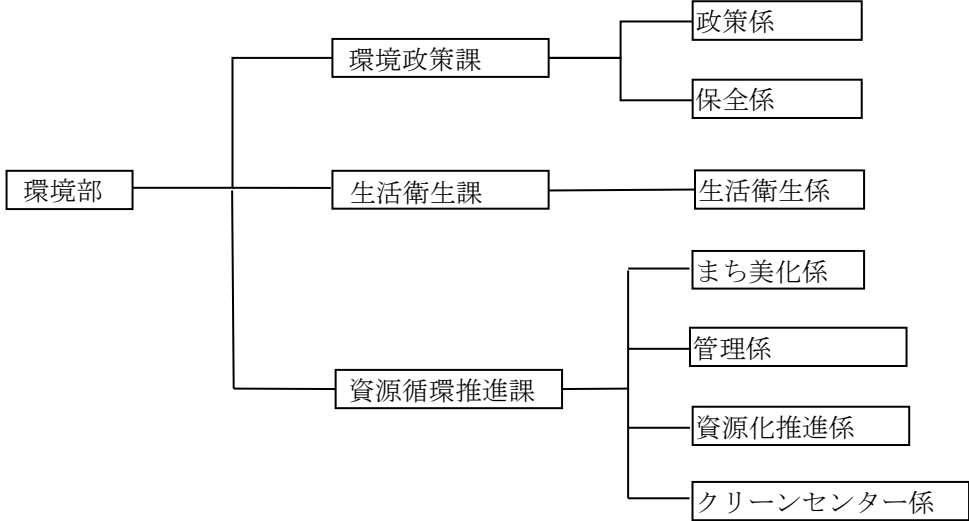 環境部
環境政策課
政策係
保全係
生活衛生課
生活衛生係
資源循環推進課
まち美化係
管理係
資源化推進係
クリーンセンター係